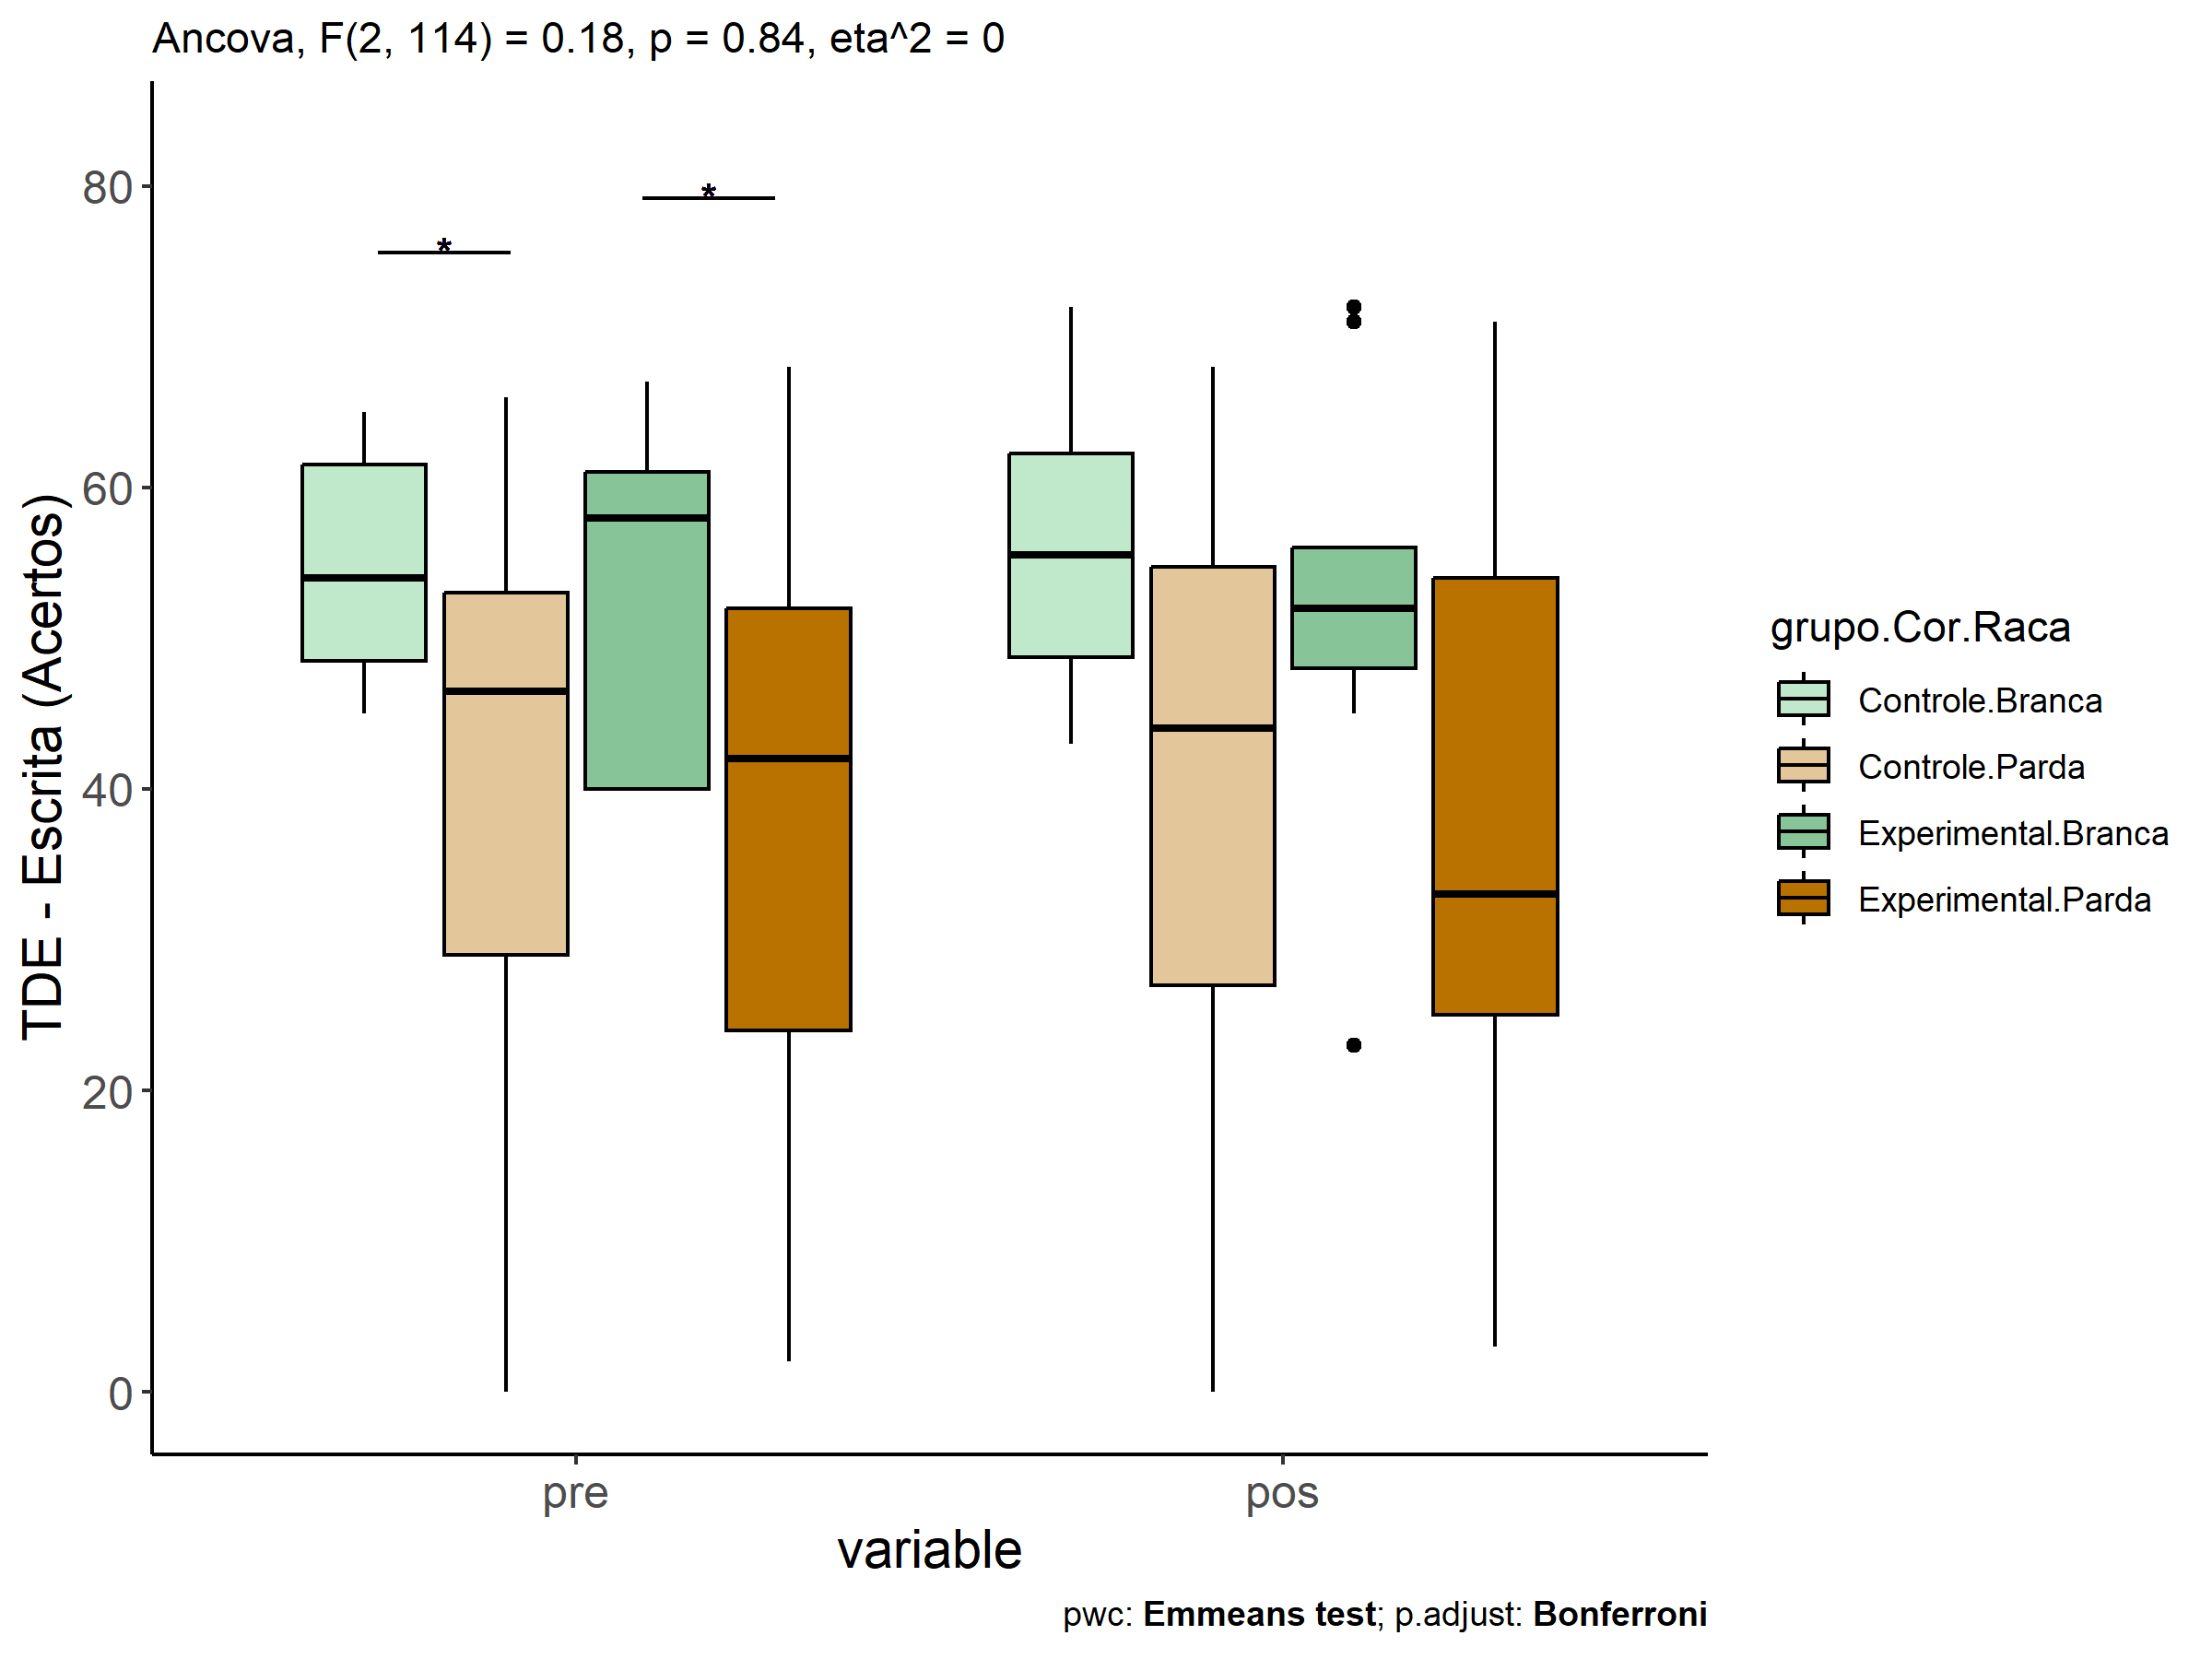 Ancova, F(2, 114) = 0.18, p = 0.84, eta^2 = 0
TDE - Escrita (Acertos)
80
60
40
20
0
*
*
pre
pos
variable
grupo.Cor.Raca
Controle.Branca
Controle.Parda
Experimental.Branca
Experimental.Parda
pwc: Emmeans test; p.adjust: Bonferroni